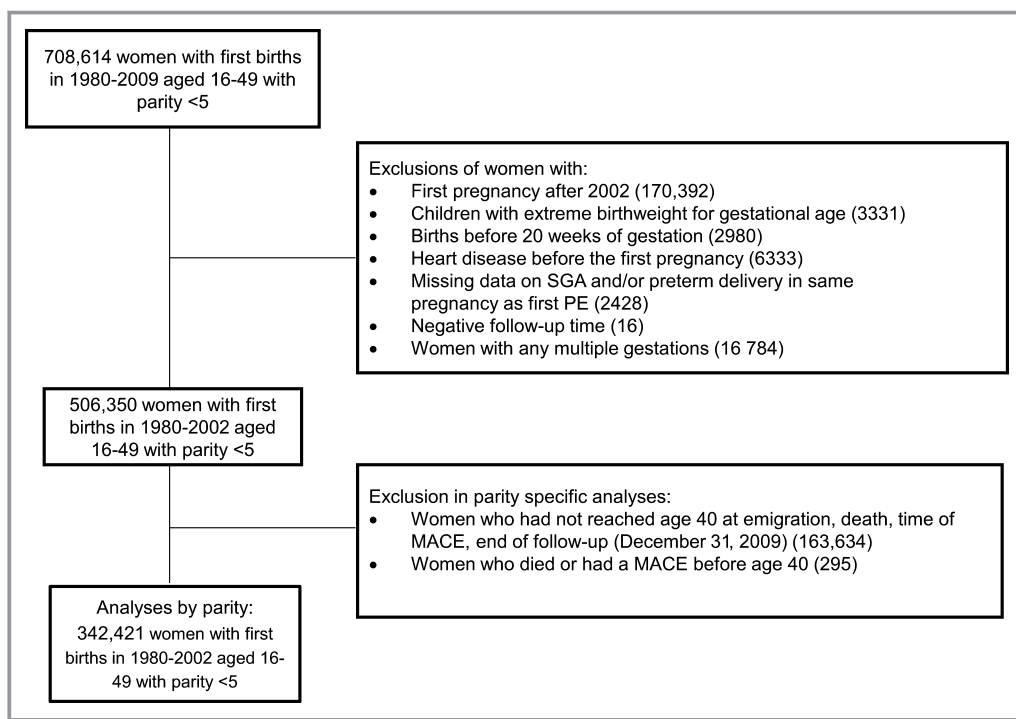 708,614 women with first births
in 1980-2009 aged 16-49 with
parity <5
Exclusions of women with:
• First pregnancy after 2002 (170,392)
• Children with extreme birthweight for gestational age (3331)
• Births before 20 weeks of gestation (2980)
• Heart disease before the first pregnancy (6333)
• Missing data on SGA and/or preterm delivery in same
pregnancy as first PE (2428)
• Negative follow-up time (16)
• Women with any multiple gestations (16 784)
506,350 women with first
births in 1980-2002 aged
16-49 with parity <5
Exclusion in parity specific analyses:
• Women who had not reached age 40 at emigration, death, time of
MACE, end of follow-up (December 31, 2009) (163,634)
• Women who died or had a MACE before age 40 (295)
Analyses by parity:
342,421 women with first
births in 1980-2002 aged 16-
49 with parity <5